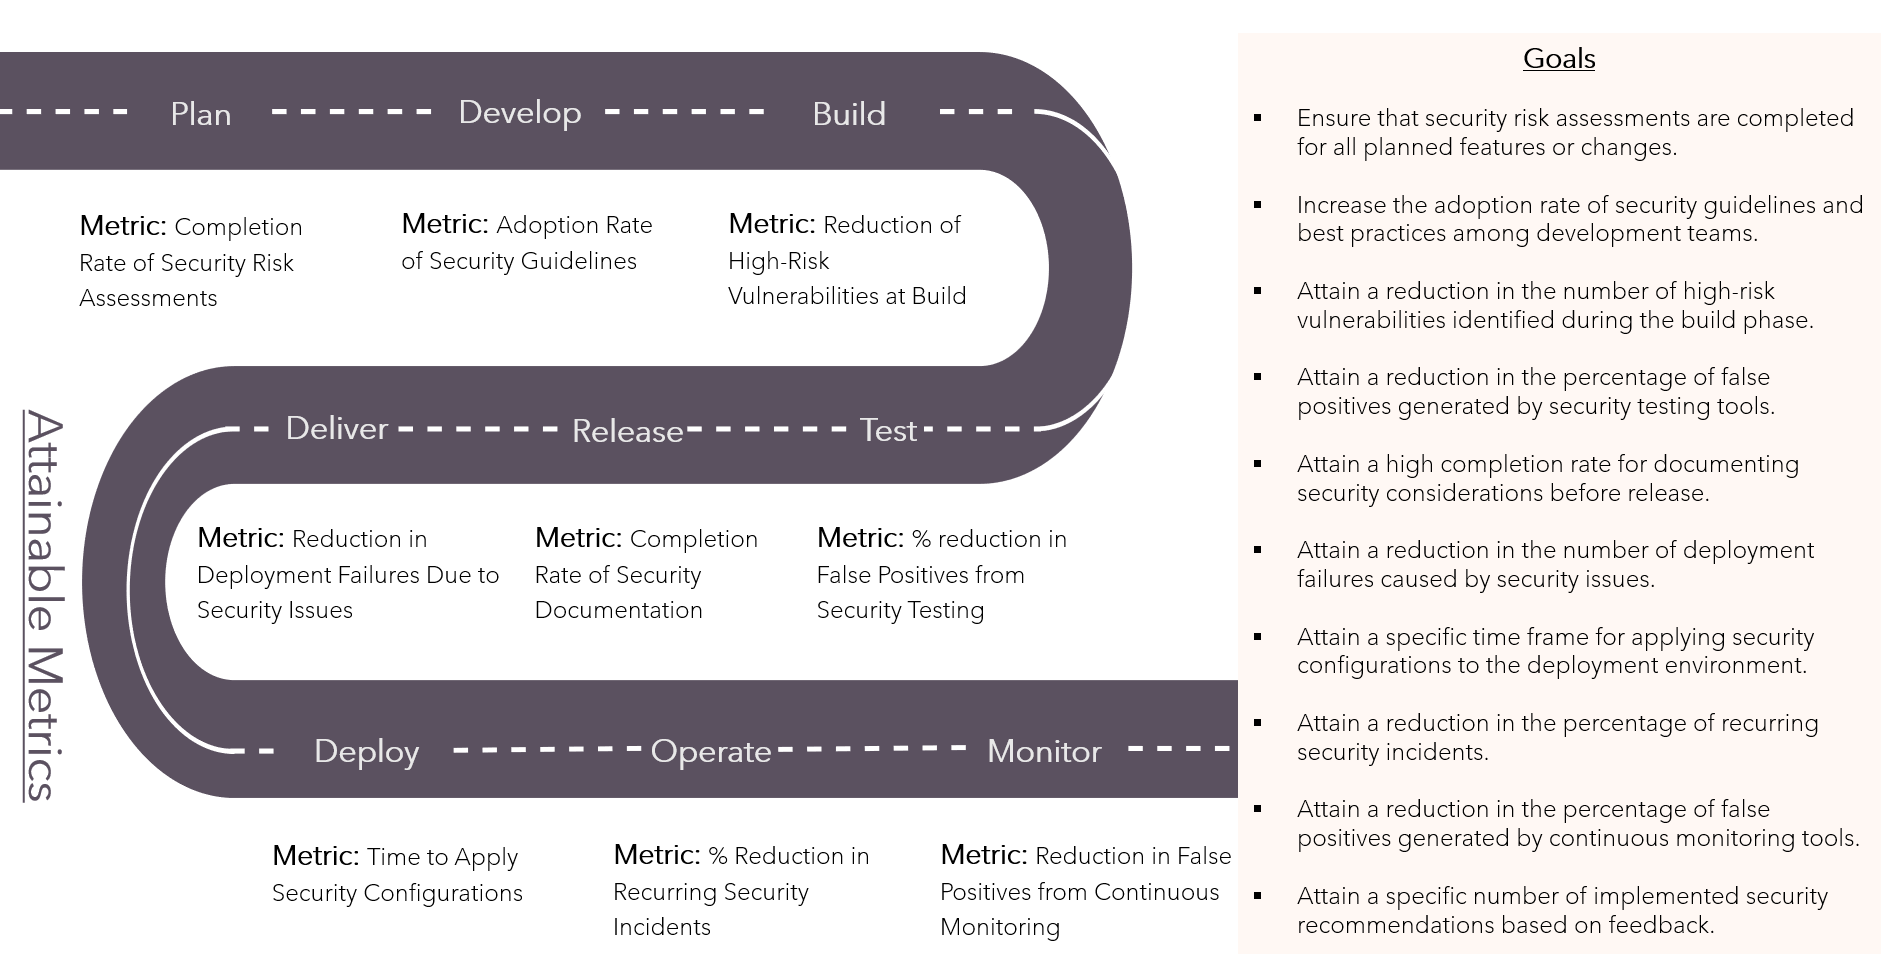 Plan
Develop
Build
Metric: Completion
Rate of Security Risk
Assessments
Metric: Adoption Rate
of Security Guidelines
Metric: Reduction of
High-Risk
Vulnerabilities at Build
Attainable Metrics
Deliver
Release
Test
Metric: Reduction in
Deployment Failures Due to
Security Issues
Metric: Completion
Rate of Security
Documentation
Metric: % reduction in
False Positives from
Security Testing
Deploy
Operate
Monitor
Metric: Time to Apply
Security Configurations
Metric: % Reduction in
Recurring Security
Incidents
Metric: Reduction in False
Positives from Continuous
Monitoring
Goals
▪ Ensure that security risk assessments are completed
for all planned features or changes.
▪ Increase the adoption rate of security guidelines and
best practices among development teams.
▪ Attain a reduction in the number of high-risk
vulnerabilities identified during the build phase.
▪ Attain a reduction in the percentage of false
positives generated by security testing tools.
▪ Attain a high completion rate for documenting
security considerations before release.
▪ Attain a reduction in the number of deployment
failures caused by security issues.
▪ Attain a specific time frame for applying security
configurations to the deployment environment.
▪ Attain a reduction in the percentage of recurring
security incidents.
▪ Attain a reduction in the percentage of false
positives generated by continuous monitoring tools.
▪ Attain a specific number of implemented security
recommendations based on feedback.